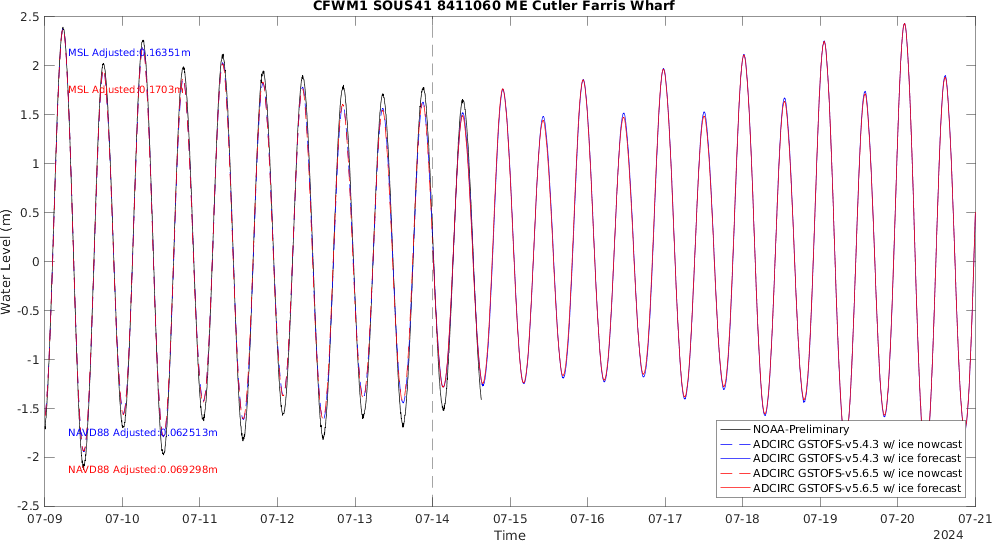 CFWM1 SOUS41 8411060 ME Cutler Farris Wharf
2.5
2
1.5
1
0.5
0
-0.5
-1
-1.5
-2
-2.5
Water Level (m)
MSL Adjusted:0.16351m
MSL Adjusted:0.1703m
NAVD88 Adjusted:0.062513m
NAVD88 Adjusted:0.069298m
NOAA-Preliminary
ADCIRC GSTOFS-v5.4.3 w/ ice nowcast
ADCIRC GSTOFS-v5.4.3 w/ ice forecast
ADCIRC GSTOFS-v5.6.5 w/ ice nowcast
ADCIRC GSTOFS-v5.6.5 w/ ice forecast
07-09 07-10 07-11 07-12 07-13 07-14 07-15 07-16 07-17 07-18 07-19 07-20 07-21
Time
2024